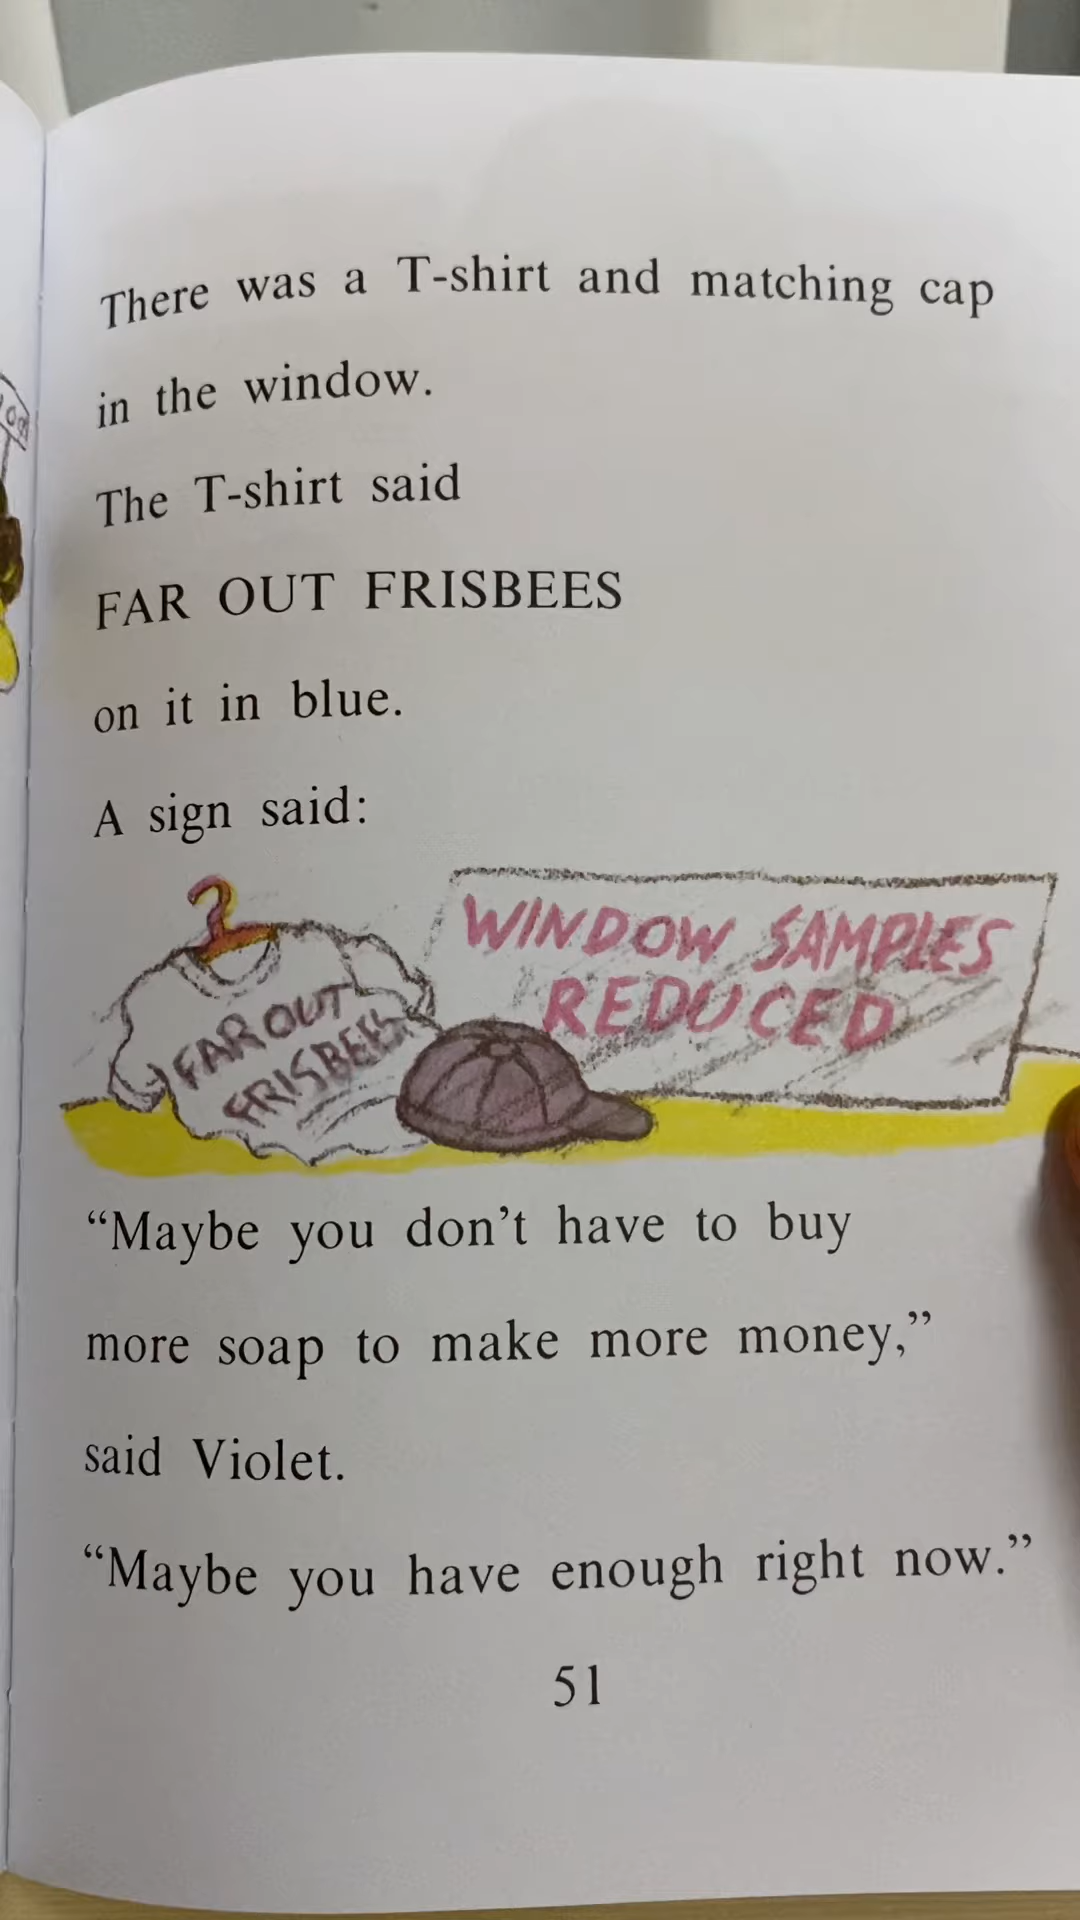 There was a T-shirt and matching cap
in the window.
The T-shirt said
FAR OUT FRISBEES
on it in blue.
A sign said:
FAR OUT
FRISBEES
WINDOW SAMPLES
REDUCED
“Maybe you don’t have to buy
more soap to make more money,”
said Violet.
“Maybe you have enough right now.”
51